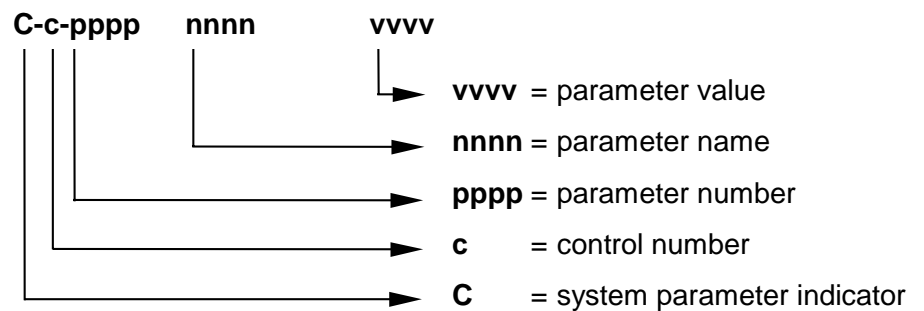 C-c-pppp nnnn vvvv
vvvv = parameter value
nnnn = parameter name
pppp = parameter number
c = control number
C = system parameter indicator